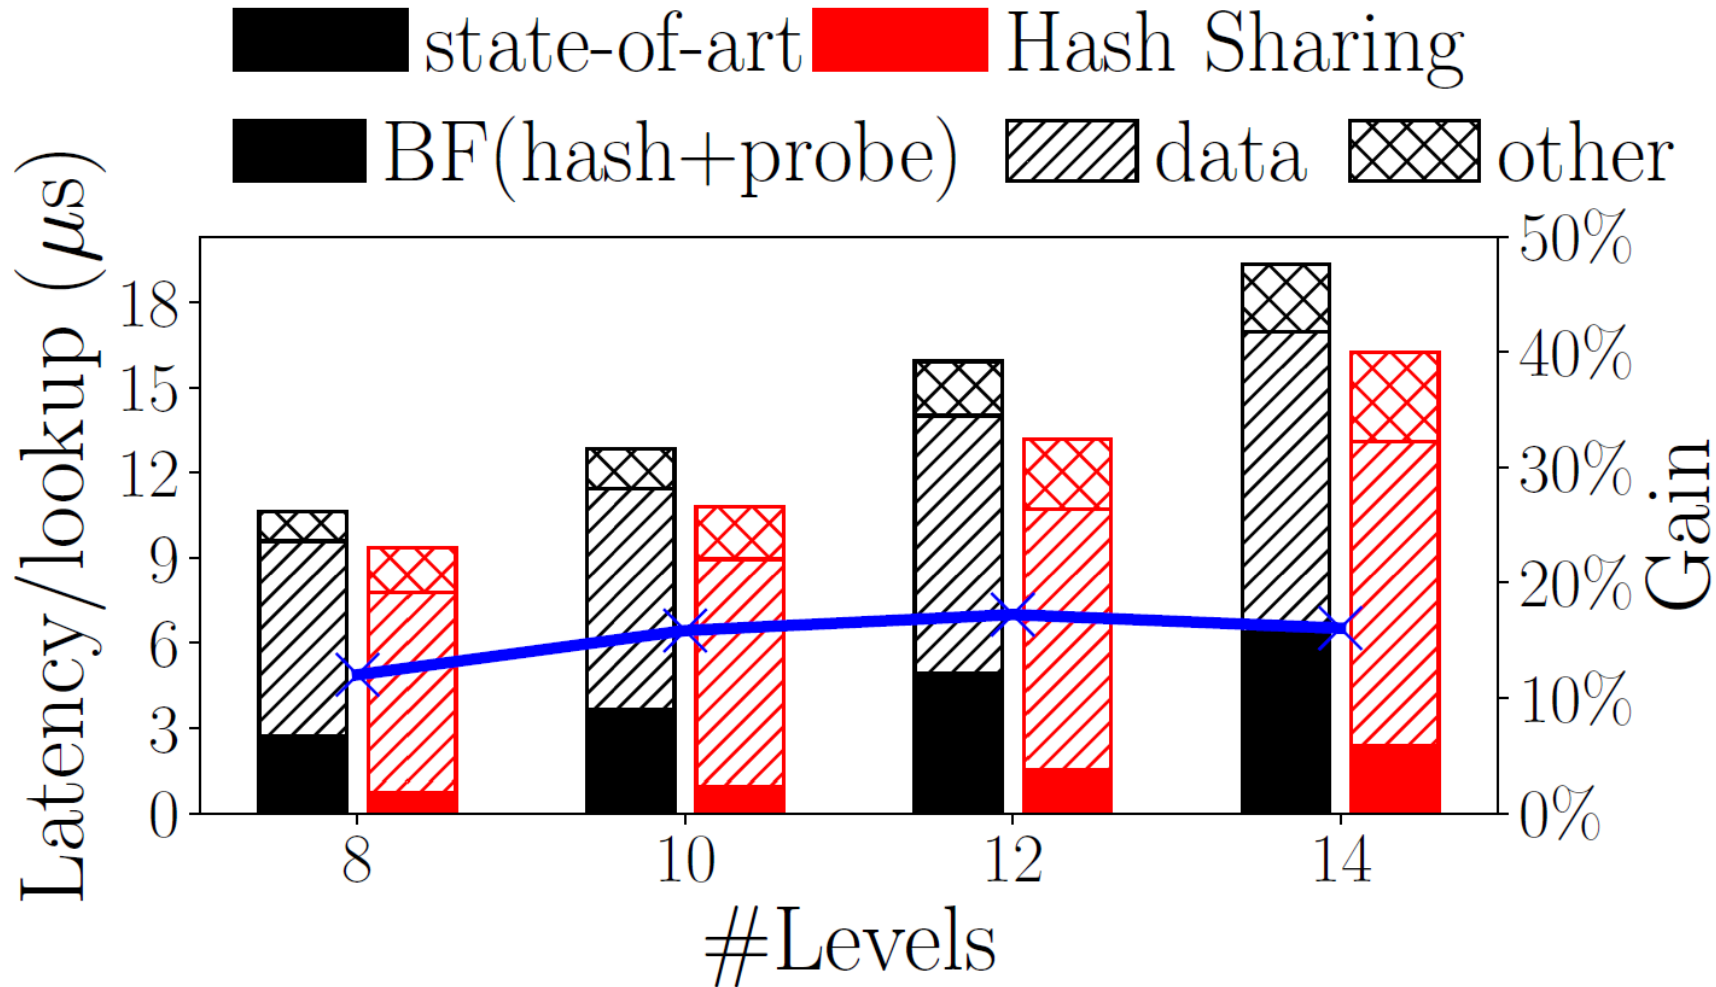 state-of-art Hash Sharing
BF(hash+probe) data other
Latency/lookup (μs)
18
15
12
9
6
3
0
50%
40%
30%
20%
10%
0%
Gain
8 10 12 14
#Levels